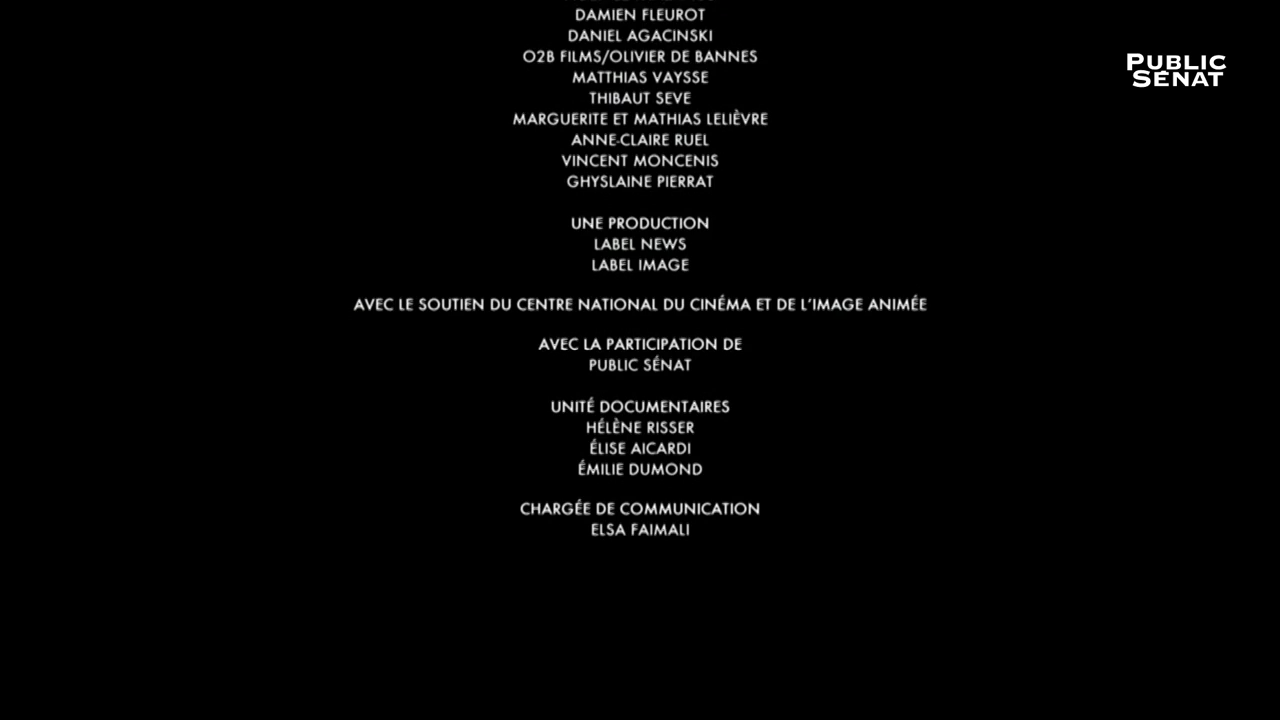 DAMIEN FLEUROT
DANIEL AGACINSKI
O2B FILMS/OLIVIER DE BANNES
MATTHIAS VAYSSE
THIBAUT SEVE
MARGUERITE ET MATHIAS LELIÈVRE
ANNE-CLAIRE RUEL
VINCENT MONCENIS
GHYSLAINE PIERRAT
UNE PRODUCTION
LABEL NEWS
LABEL IMAGE
AVEC LE SOUTIEN DU CENTRE NATIONAL DU CINÉMA ET DE L'IMAGE ANIMÉE
AVEC LA PARTICIPATION DE
PUBLIC SÉNAT
UNITÉ DOCUMENTAIRES
HÉLÈNE RISSER
ÉLISE AICARDI
ÉMILIE DUMOND
CHARGÉE DE COMMUNICATION
ELSA FAIMALI
PUBLIC
SÉNAT